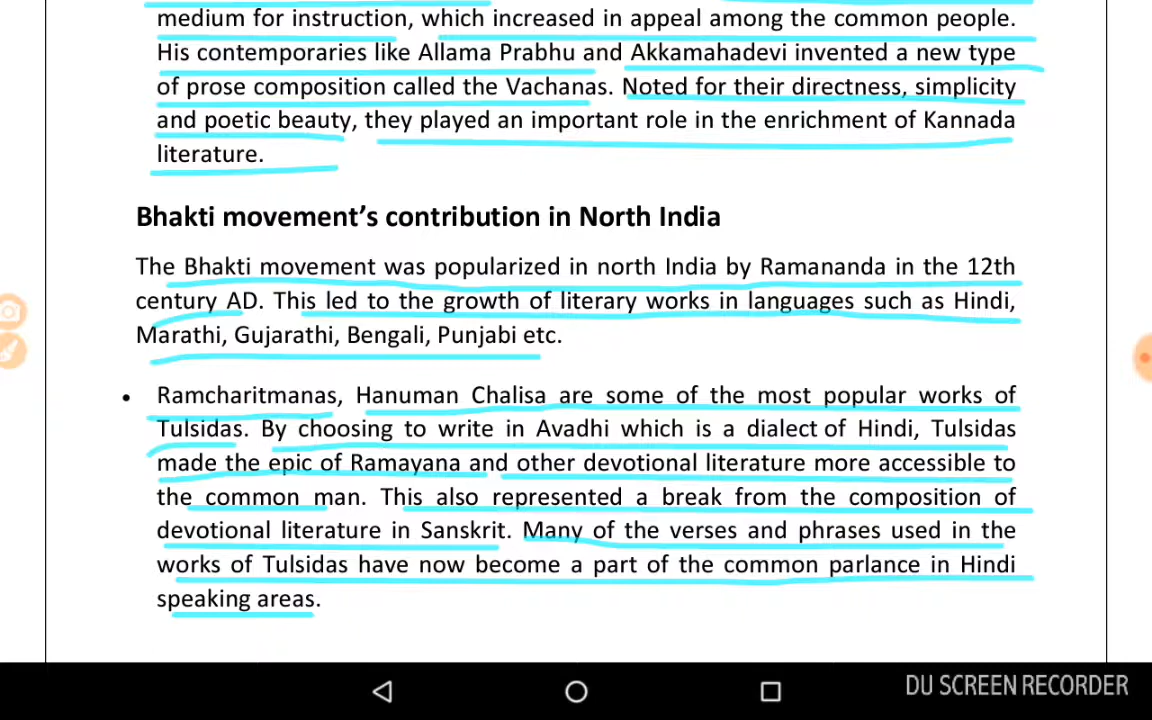 medium for instruction, which increased in appeal among the common people.
His contemporaries like Allama Prabhu and Akkamahadevi invented a new type
of prose composition called the Vachanas. Noted for their directness, simplicity
and poetic beauty, they played an important role in the enrichment of Kannada
literature.
Bhakti movement’s contribution in North India
The Bhakti movement was popularized in north India by Ramananda in the 12th
century AD. This led to the growth of literary works in languages such as Hindi,
Marathi, Gujarathi, Bengali, Punjabi etc.
• Ramcharitmanas, Hanuman Chalisa are some of the most popular works of
Tulsidas. By choosing to write in Avadhi which is a dialect of Hindi, Tulsidas
made the epic of Ramayana and other devotional literature more accessible to
the common man. This also represented a break from the composition of
devotional literature in Sanskrit. Many of the verses and phrases used in the
works of Tulsidas have now become a part of the common parlance in Hindi
speaking areas.
DU SCREEN RECORDER